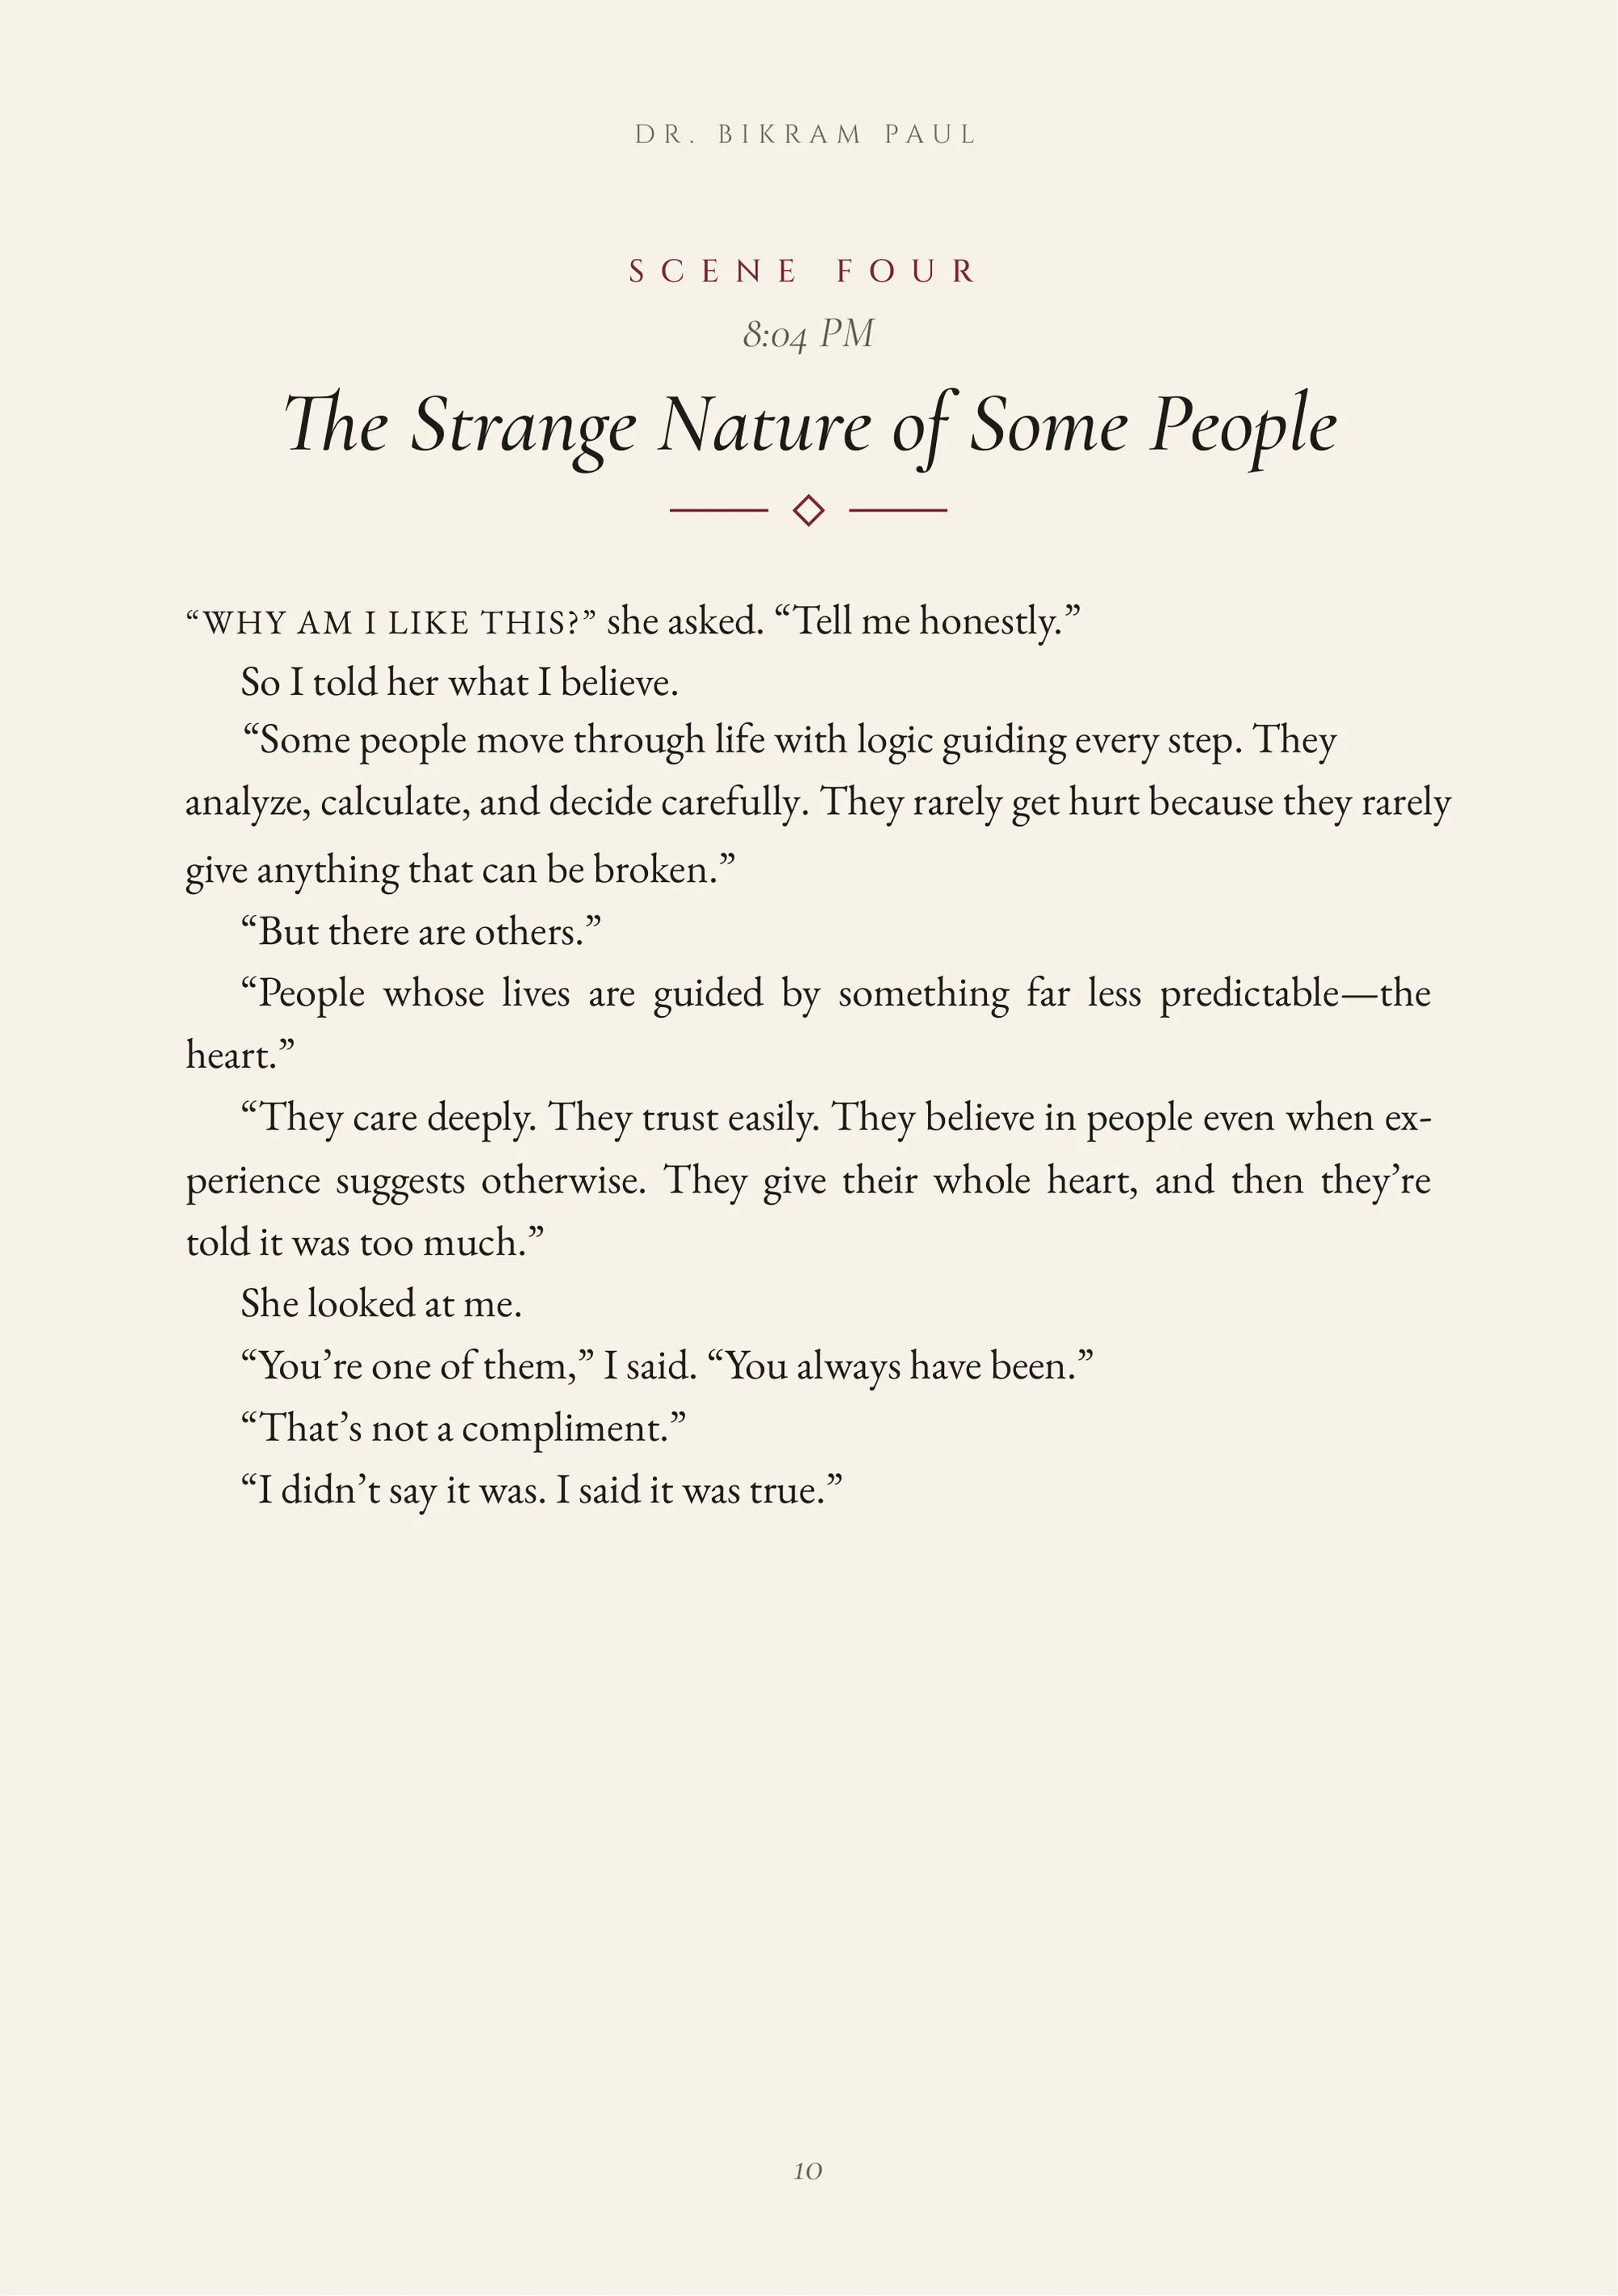 DR. BIKRAM PAUL
SCENE FOUR
8:04 PM
The Strange Nature of Some People
“WHY AM I LIKE THIS?” she asked. “Tell me honestly.”
So I told her what I believe.
“Some people move through life with logic guiding every step. They
analyze, calculate, and decide carefully. They rarely get hurt because they rarely
give anything that can be broken.”
“But there are others.”
“People whose lives are guided by something far less predictable—the
heart.”
“They care deeply. They trust easily. They believe in people even when ex-
perience suggests otherwise. They give their whole heart, and then they’re
told it was too much.”
She looked at me.
“You’re one of them,” I said. “You always have been.”
“That’s not a compliment.”
“I didn’t say it was. I said it was true.”
10